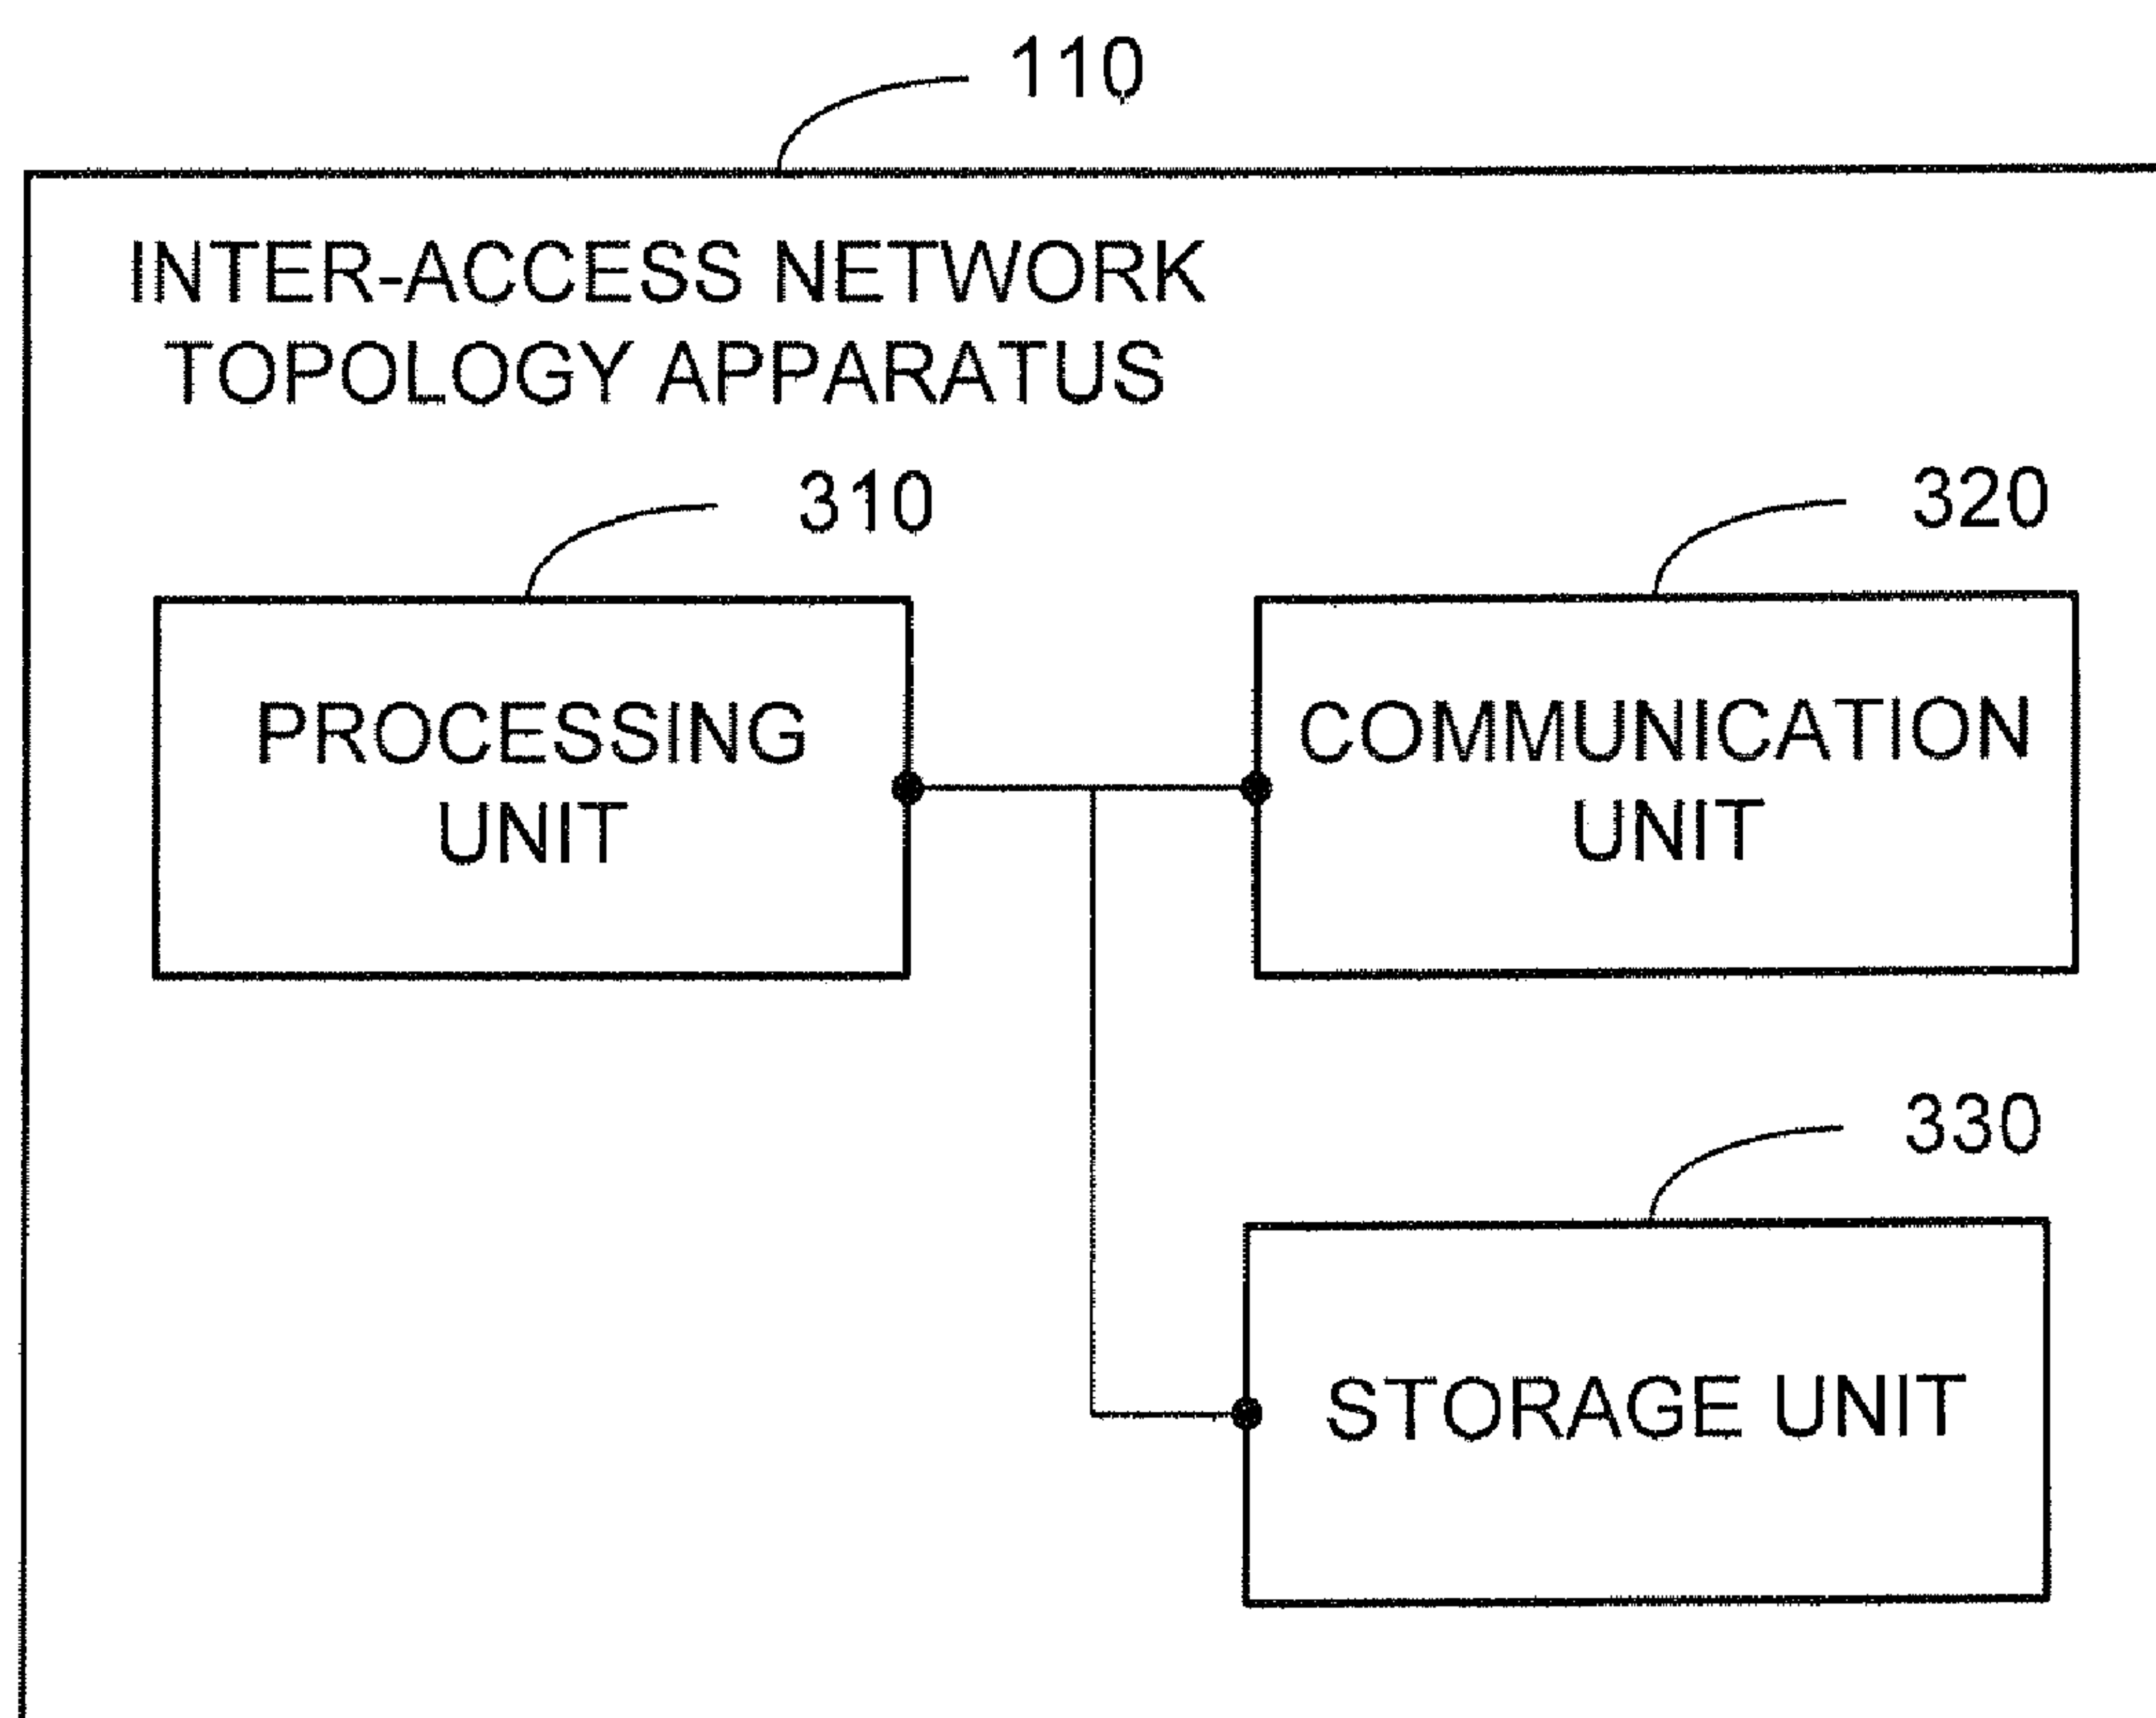 110
INTER-ACCESS NETWORK
TOPOLOGY APPARATUS
310
320
PROCESSING
UNIT
COMMUNICATION
UNIT
330
STORAGE UNIT